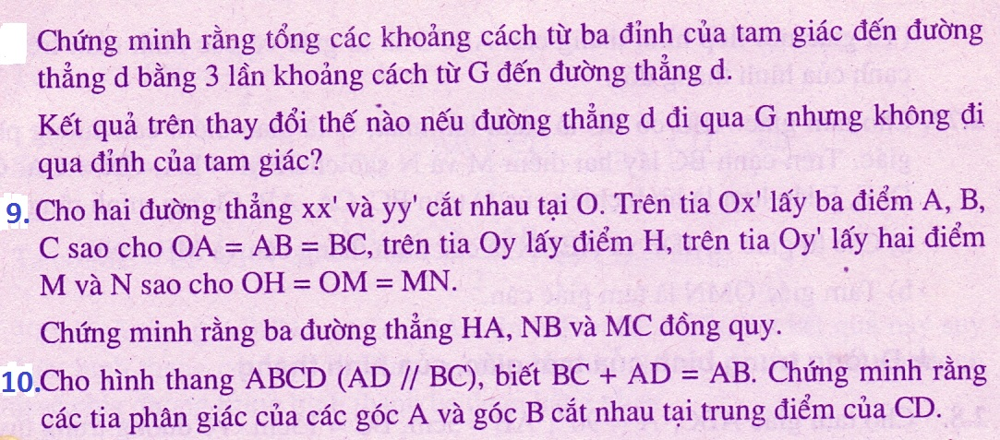 Chứng minh rằng tổng các khoảng cách từ ba đỉnh của tam giác đến đường
thẳng d bằng 3 lần khoảng cách từ G đến đường thẳng d.
Kết quả trên thay đổi thế nào nếu đường thẳng d đi qua G nhưng không đi
qua đỉnh của tam giác?
9. Cho hai đường thẳng xx' và yy' cắt nhau tại O. Trên tia Ox' lấy ba điểm A, B,
C sao cho OA = AB = BC, trên tia Oy lấy điểm H, trên tia Oy' lấy hai điểm
M và N sao cho OH = OM = MN.
Chứng minh rằng ba đường thẳng HA, NB và MC đồng quy.
10.Cho hình thang ABCD (AD // BC), biết BC + AD = AB. Chứng minh rằng
các tia phân giác của các góc A và góc B cắt nhau tại trung điểm của CD.